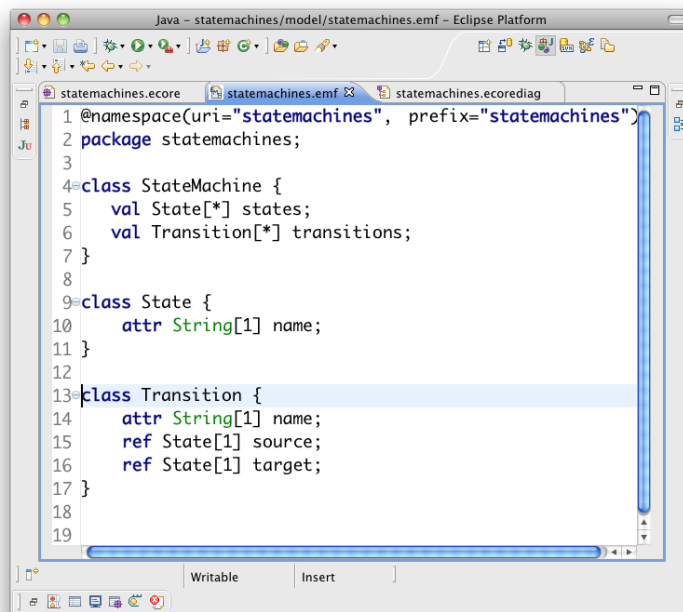 Java – statemachines/model/statemachines.emf – Eclipse Platform
statemachines.ecore statemachines.emf statemachines.ecorediag
1 @namespace(uri="statemachines", prefix="statemachines")
2 package statemachines;
3
4 class StateMachine {
5 val State[*] states;
6 val Transition[*] transitions;
7 }
8
9 class State {
10 attr String[1] name;
11 }
12
13 class Transition {
14 attr String[1] name;
15 ref State[1] source;
16 ref State[1] target;
17 }
18
19
Ju
Writable Insert